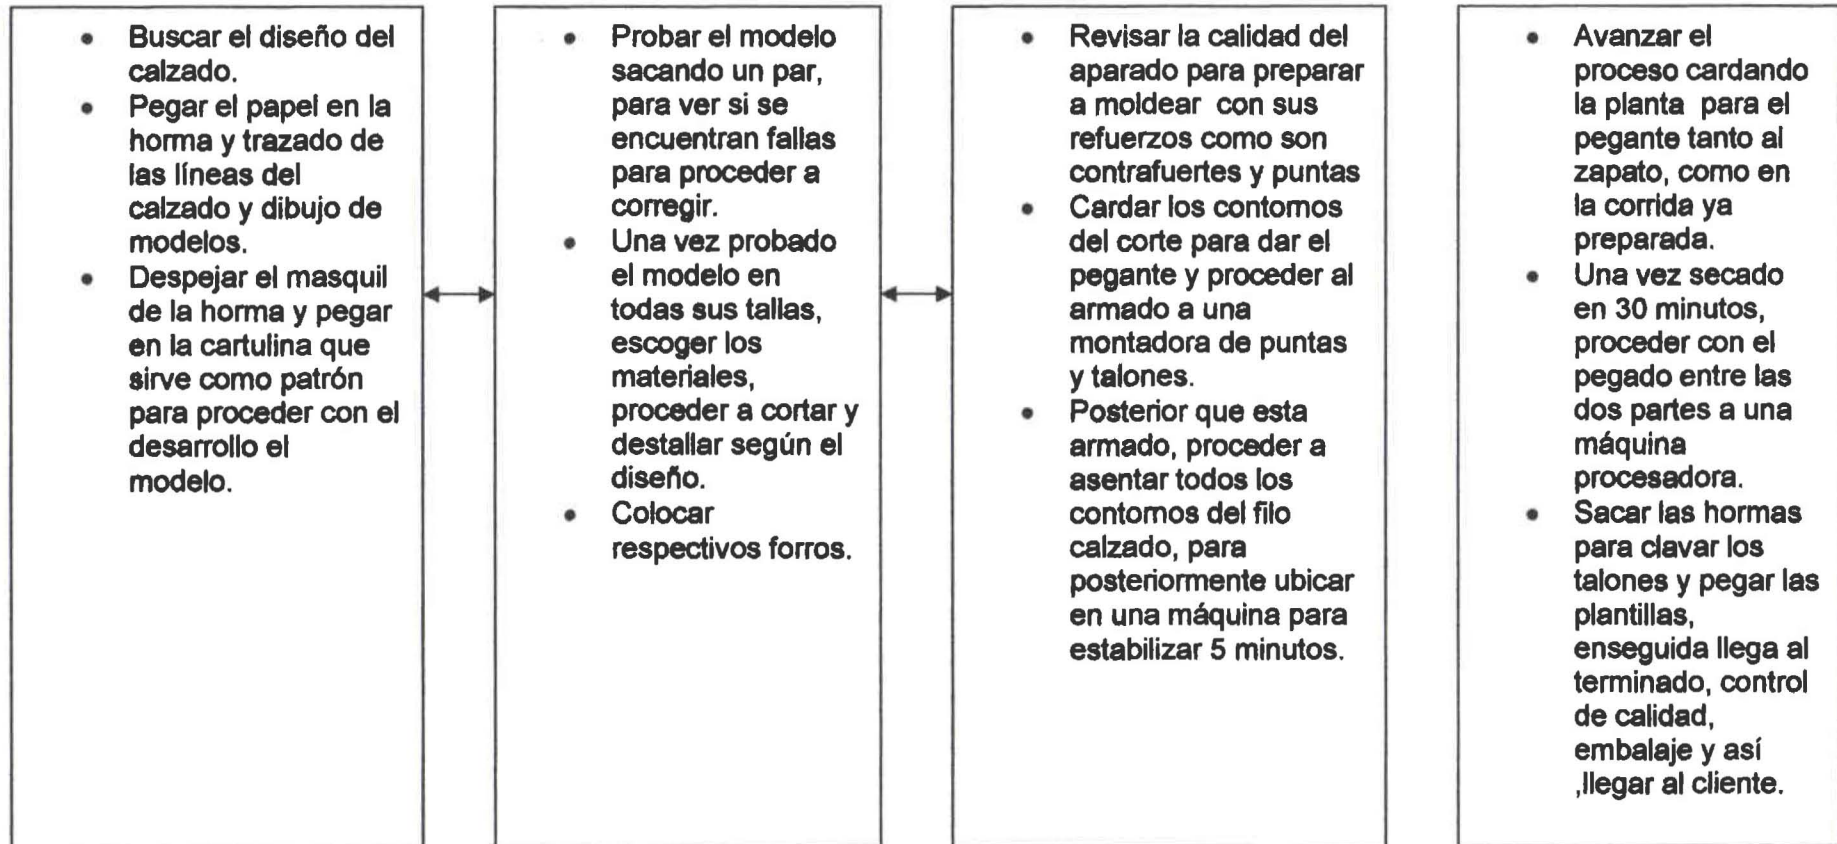 • Buscar el diseño del
calzado.
• Pegar el papel en la
horma y trazado de
las líneas del
calzado y dibujo de
modelos.
• Despejar el masquil
de la horma y pegar
en la cartulina que
sirve como patrón
para proceder con el
desarrollo el
modelo.
• Probar el modelo
sacando un par,
para ver si se
encuentran fallas
para proceder a
corregir.
• Una vez probado
el modelo en
todas sus tallas,
escoger los
materiales,
proceder a cortar y
destallar según el
diseño.
• Colocar
respectivos forros.
• Revisar la calidad del
aparado para preparar
a moldear con sus
refuerzos como son
contrafuertes y puntas
• Cardar los contornos
del corte para dar el
pegante y proceder al
armado a una
montadora de puntas
y talones.
• Posterior que esta
armado, proceder a
asentar todos los
contornos del filo
calzado, para
posteriormente ubicar
en una máquina para
estabilizar 5 minutos.
• Avanzar el
proceso cardando
la planta para el
pegante tanto al
zapato, como en
la corrida ya
preparada.
• Una vez secado
en 30 minutos,
proceder con el
pegado entre las
dos partes a una
máquina
procesadora.
• Sacar las hormas
para clavar los
talones y pegar las
plantillas,
enseguida llega al
terminado, control
de calidad,
embalaje y así
,llegar al cliente.